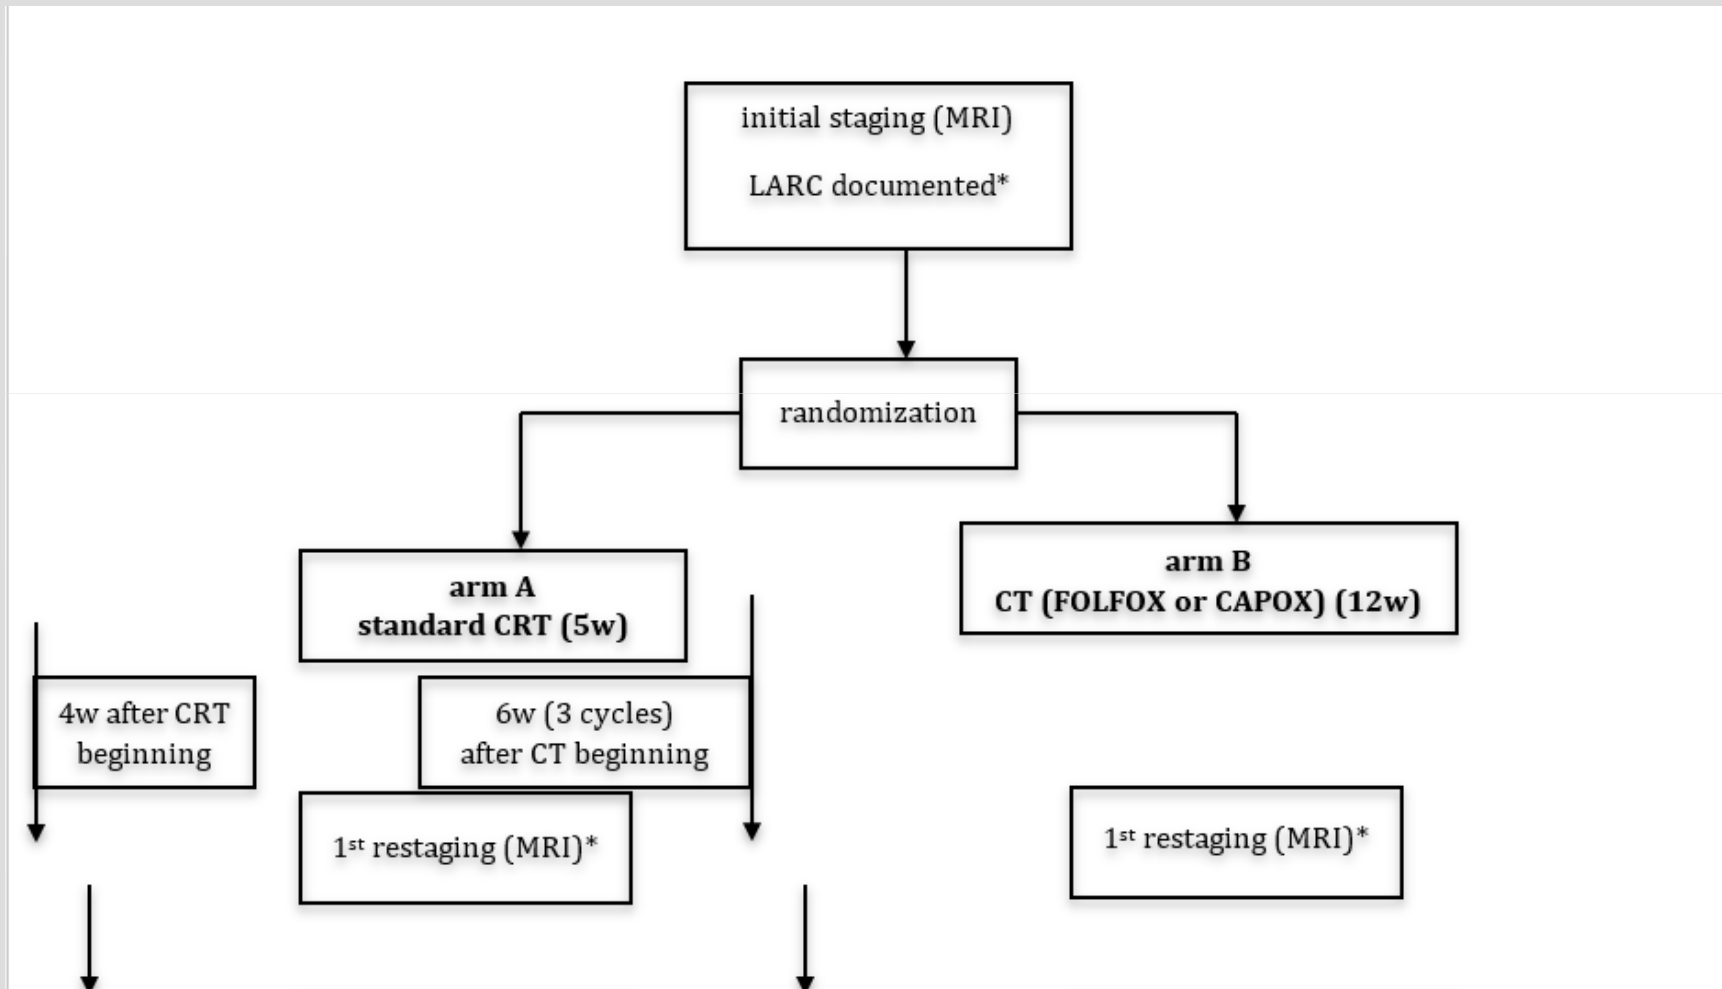 initial staging (MRI)
LARC documented*
randomization
arm A
standard CRT (5w)
arm B
CT (FOLFOX or CAPOX) (12w)
4w after CRT
beginning
6w (3 cycles)
after CT beginning
1st restaging (MRI)*
1st restaging (MRI)*